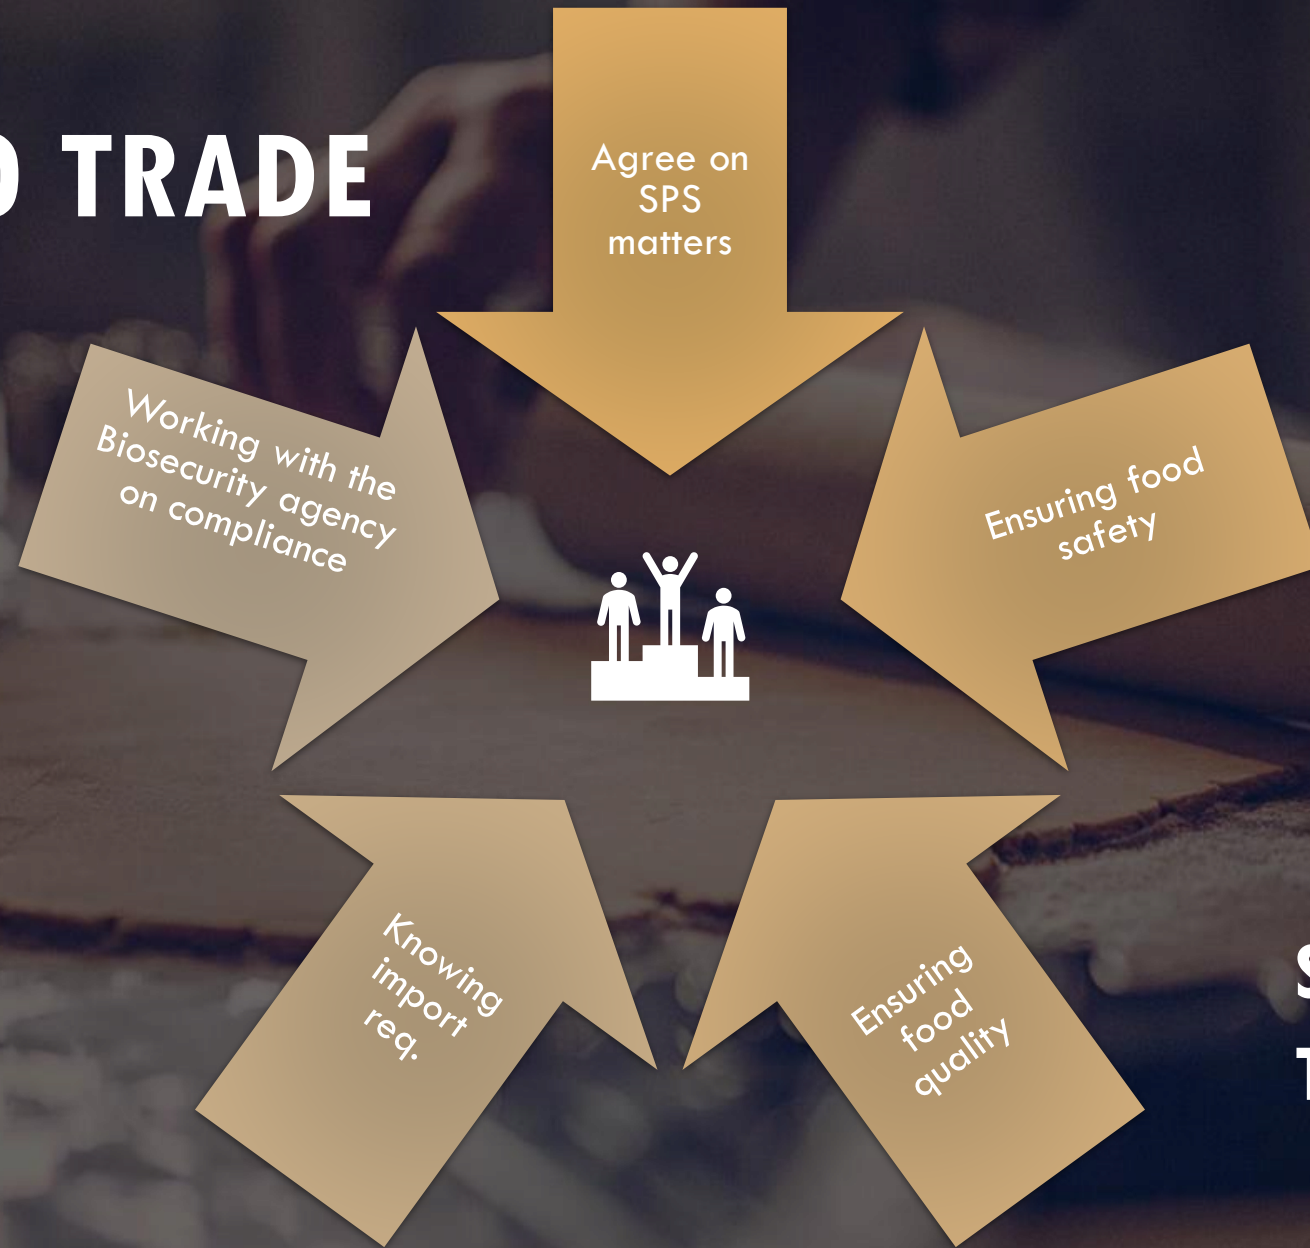 TRADE
Agree on
SPS
matters
Working with the
Biosecurity agency
on compliance
Ensuring food
safety
Knowing
import
req.
Ensuring
food
quality